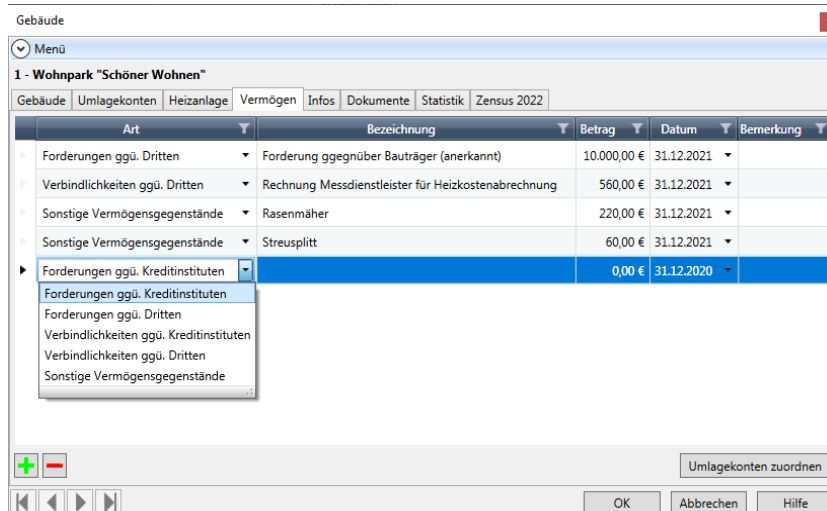 Gebäude
Menü
1 - Wohnpark "Schöner Wohnen"
Gebäude Umlagekonten Heizanlage Vermögen Infos Dokumente Statistik Zensus 2022
Art Bezeichnung Betrag Datum Bemerkung
Forderungen ggü. Dritten Forderung ggegnüber Bauträger (anerkannt) 10.000,00 € 31.12.2021
Verbindlichkeiten ggü. Dritten Rechnung Messdienstleister für Heizkostenabrechnung 560,00 € 31.12.2021
Sonstige Vermögensgegenstände Rasenmäher 220,00 € 31.12.2021
Sonstige Vermögensgegenstände Streusplitt 60,00 € 31.12.2021
Forderungen ggü. Kreditinstituten 0,00 € 31.12.2020
Forderungen ggü. Kreditinstituten
Forderungen ggü. Dritten
Verbindlichkeiten ggü. Kreditinstituten
Verbindlichkeiten ggü. Dritten
Sonstige Vermögensgegenstände
Umlagekonten zuordnen
OK Abbrechen Hilfe